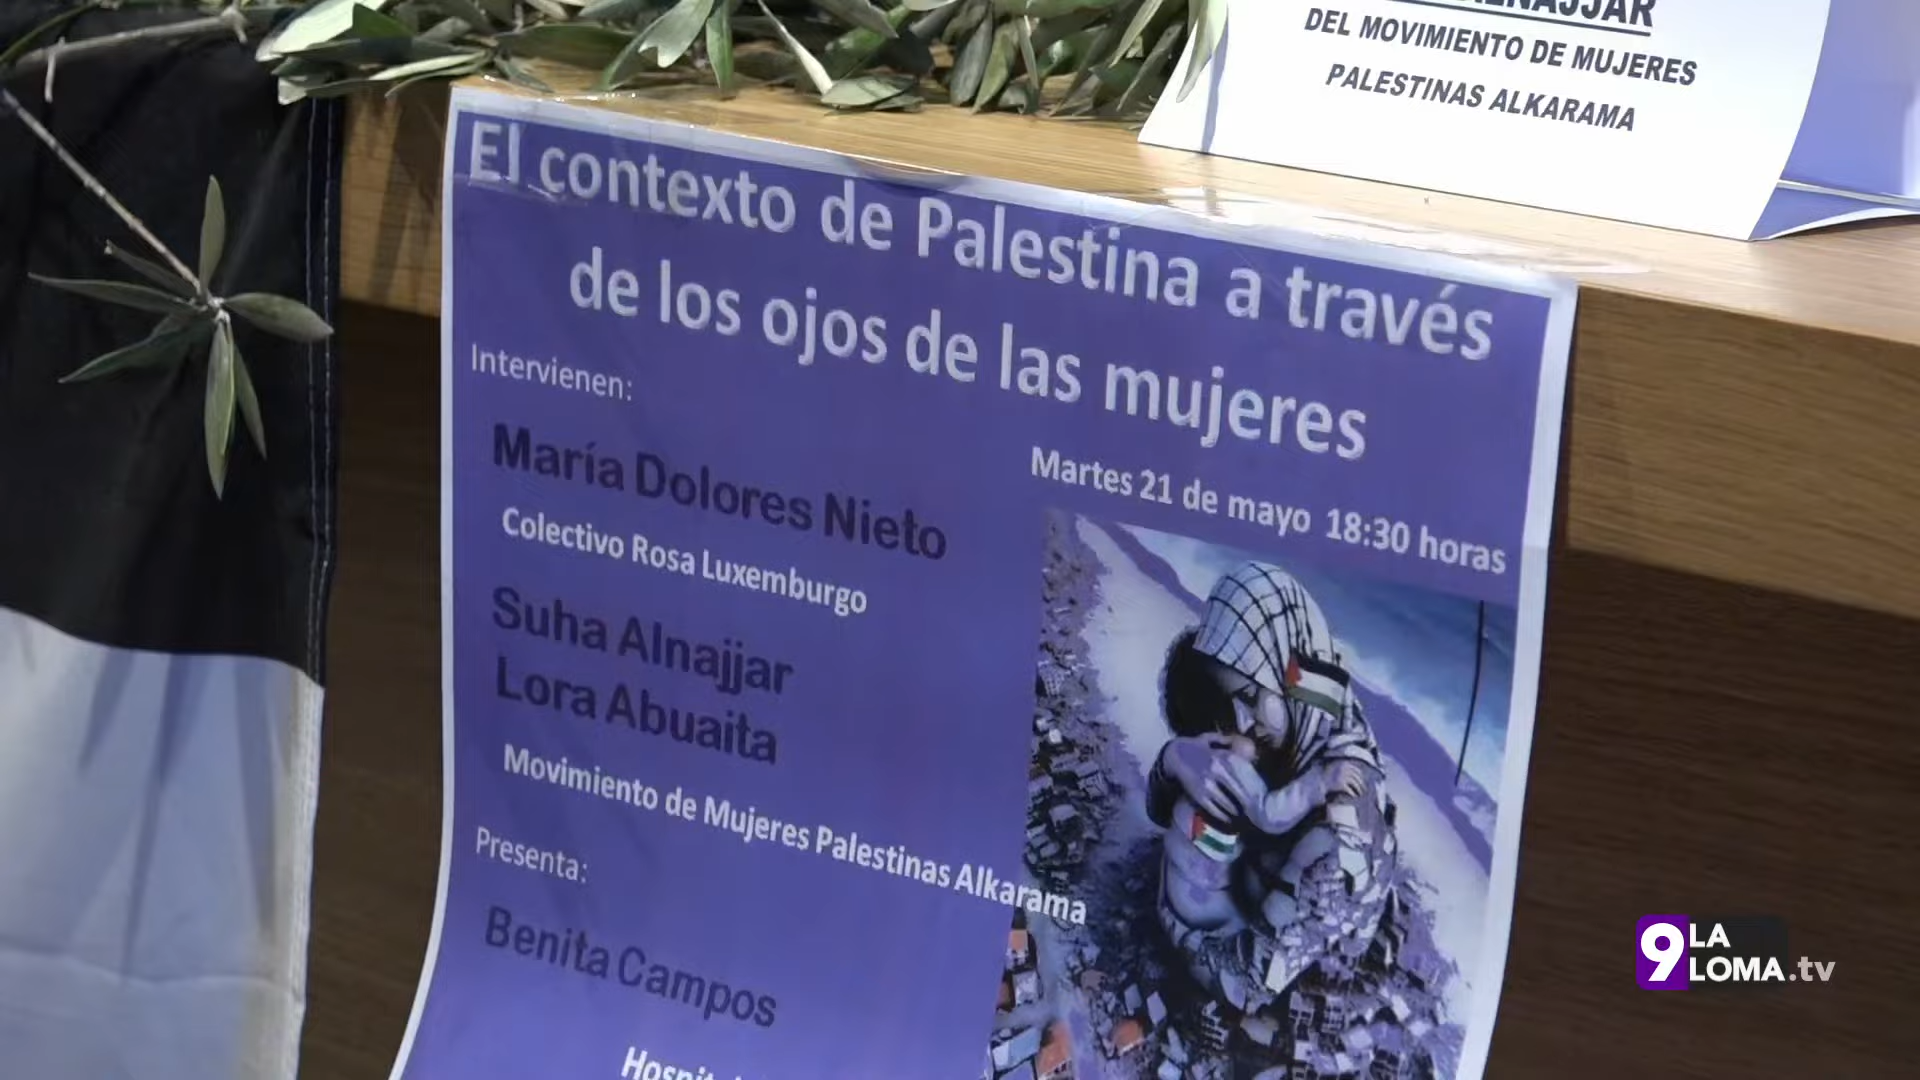 DEL MOVIMIENTO DE MUJERES
PALESTINAS ALKARAMA
El contexto de Palestina a través
de los ojos de las mujeres
Intervienen:
Martes 21 de mayo 18:30 horas
María Dolores Nieto
Colectivo Rosa Luxemburgo
Suha Alnajjar
Lora Abuaita
Movimiento de Mujeres Palestinas Alkarama
Presenta:
Benita Campos
9 LA
LOMA.tv